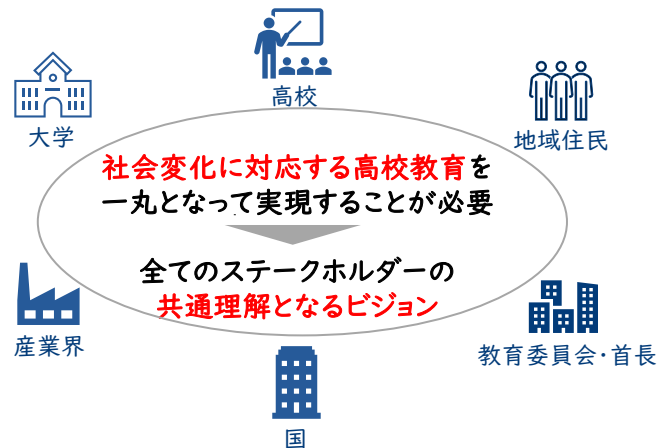 高校
大学
地域住民
社会変化に対応する高校教育を
一丸となって実現することが必要
全てのステークホルダーの
共通理解となるビジョン
産業界
教育委員会・首長
国